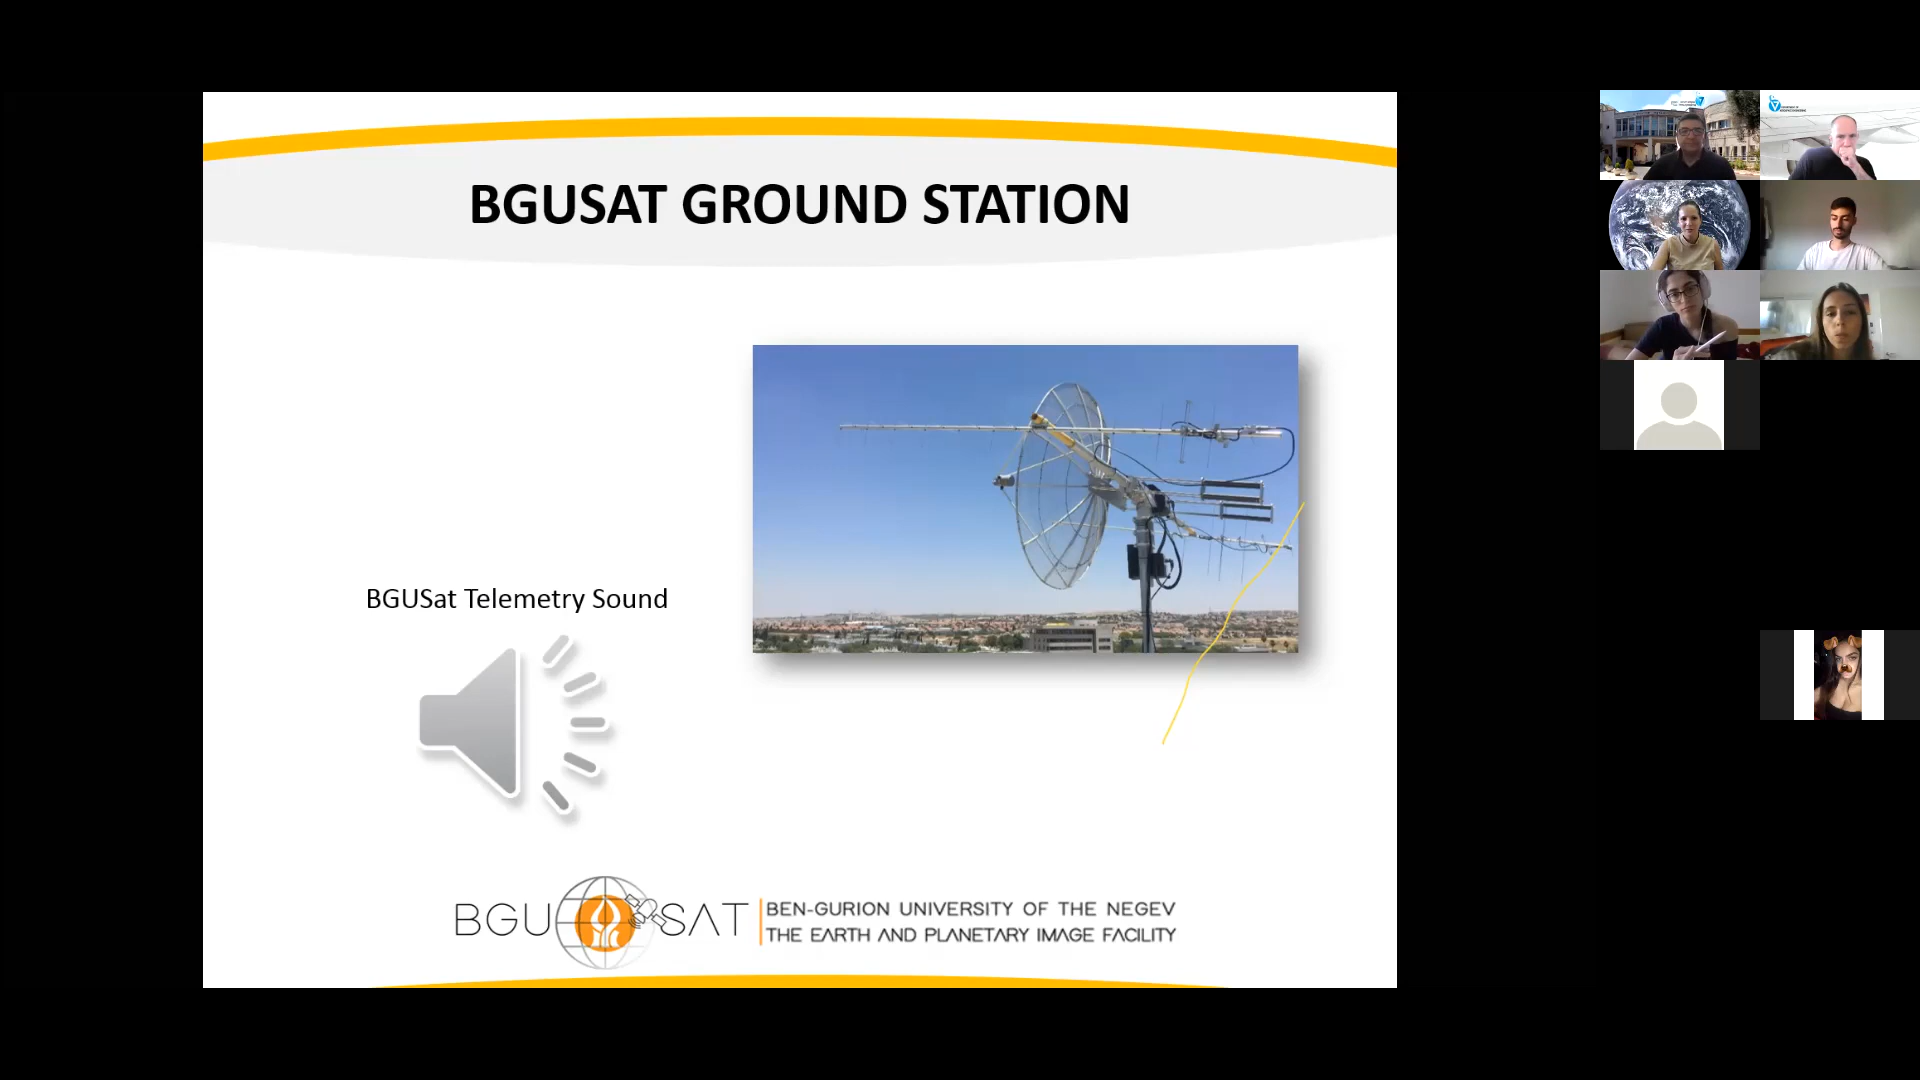 BGUSAT GROUND STATION
BGUSat Telemetry Sound
BGU SAT
BEN-GURION UNIVERSITY OF THE NEGEV
THE EARTH AND PLANETARY IMAGE FACILITY